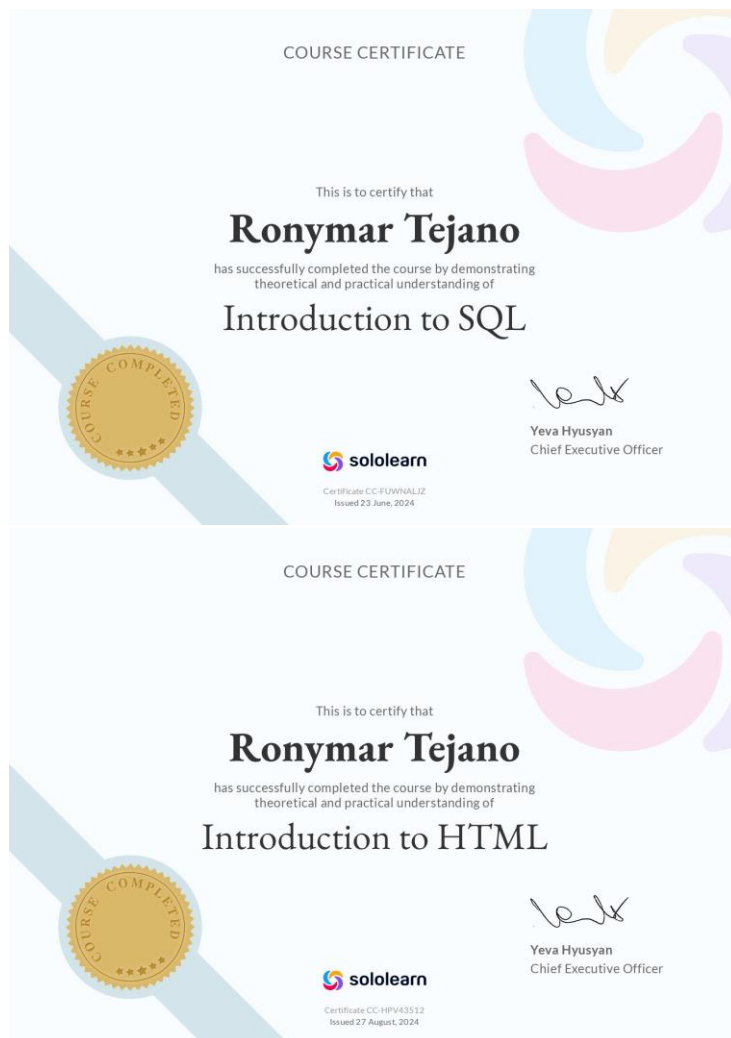 COURSE CERTIFICATE
This is to certify that
Ronymar Tejano
has successfully completed the course by demonstrating
theoretical and practical understanding of
Introduction to SQL
COURSE COMPLETED
Yeva Hyusyan
Chief Executive Officer
sololearn
Certificate CC-FUWNALJZ
Issued 23 June, 2024
COURSE CERTIFICATE
This is to certify that
Ronymar Tejano
has successfully completed the course by demonstrating
theoretical and practical understanding of
Introduction to HTML
COURSE COMPLETED
Yeva Hyusyan
Chief Executive Officer
sololearn
Certificate CC-HPV43512
Issued 27 August, 2024